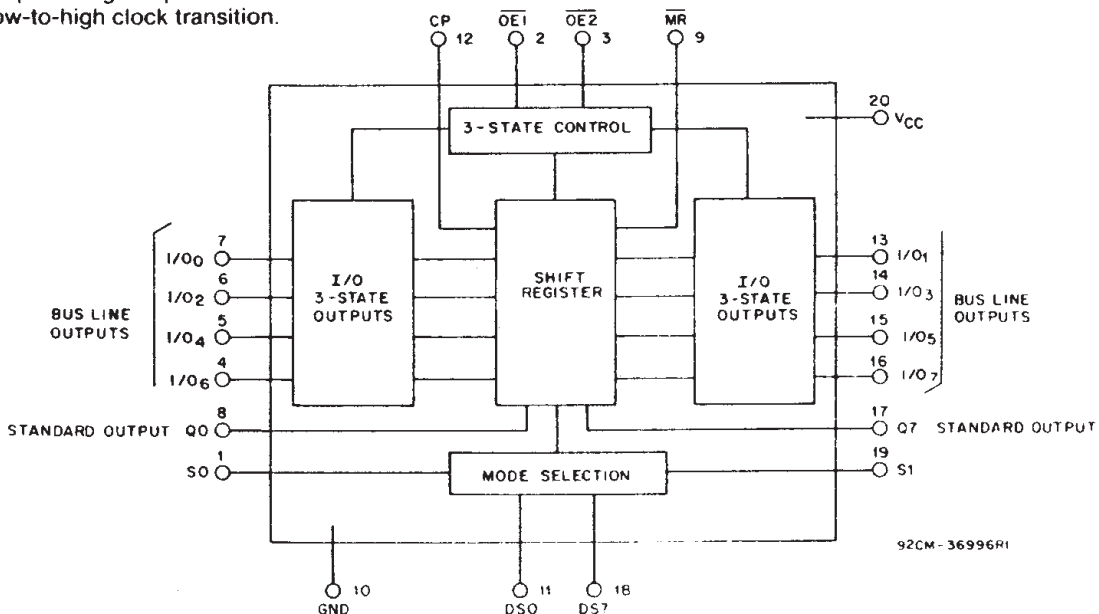 ow-to-high clock transition.
CP
12
OE1
2
OE2
3
MR
9
20
VCC
3-STATE CONTROL
7
I/O0
6
I/O2
5
I/O4
4
I/O6
BUS LINE
OUTPUTS
I/O
3-STATE
OUTPUTS
SHIFT
REGISTER
I/O
3-STATE
OUTPUTS
13
I/O1
14
I/O3
15
I/O5
16
I/O7
BUS LINE
OUTPUTS
8
STANDARD OUTPUT Q0
17
Q7 STANDARD OUTPUT
1
S0
MODE SELECTION
19
S1
92CM-36996R1
10
GND
11
DS0
18
DS7